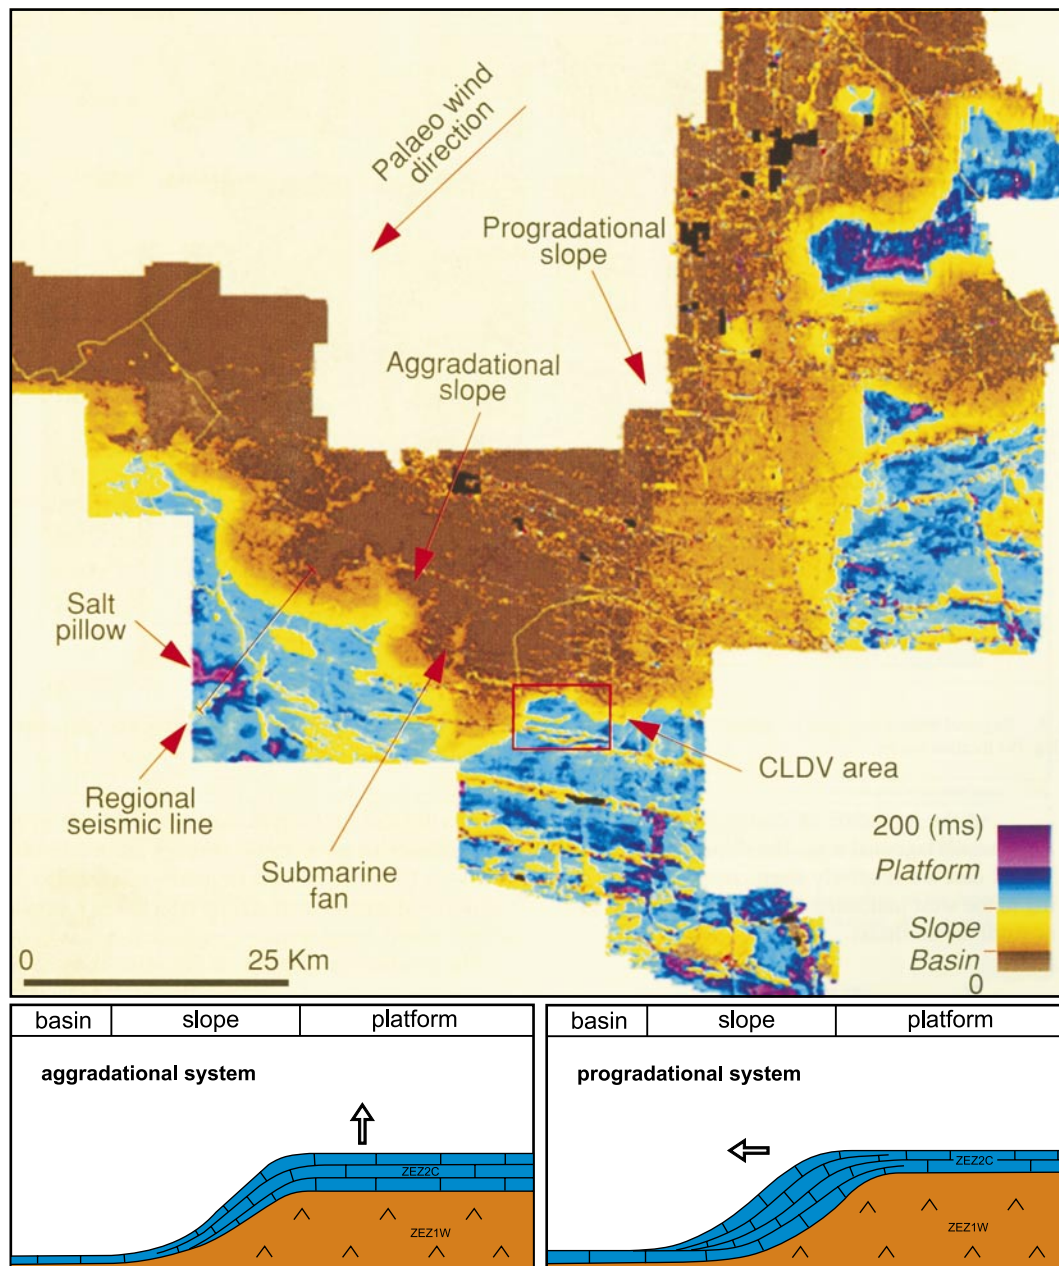 Palaeo wind
direction
Progradational
slope
Aggradational
slope
Salt
pillow
Regional
seismic line
Submarine
fan
CLDV area
200 (ms)
Platform
Slope
Basin
0
0 25 Km
basin slope platform
aggradational system
ZEZ2C
ZEZ1W
basin slope platform
progradational system
ZEZ2C
ZEZ1W